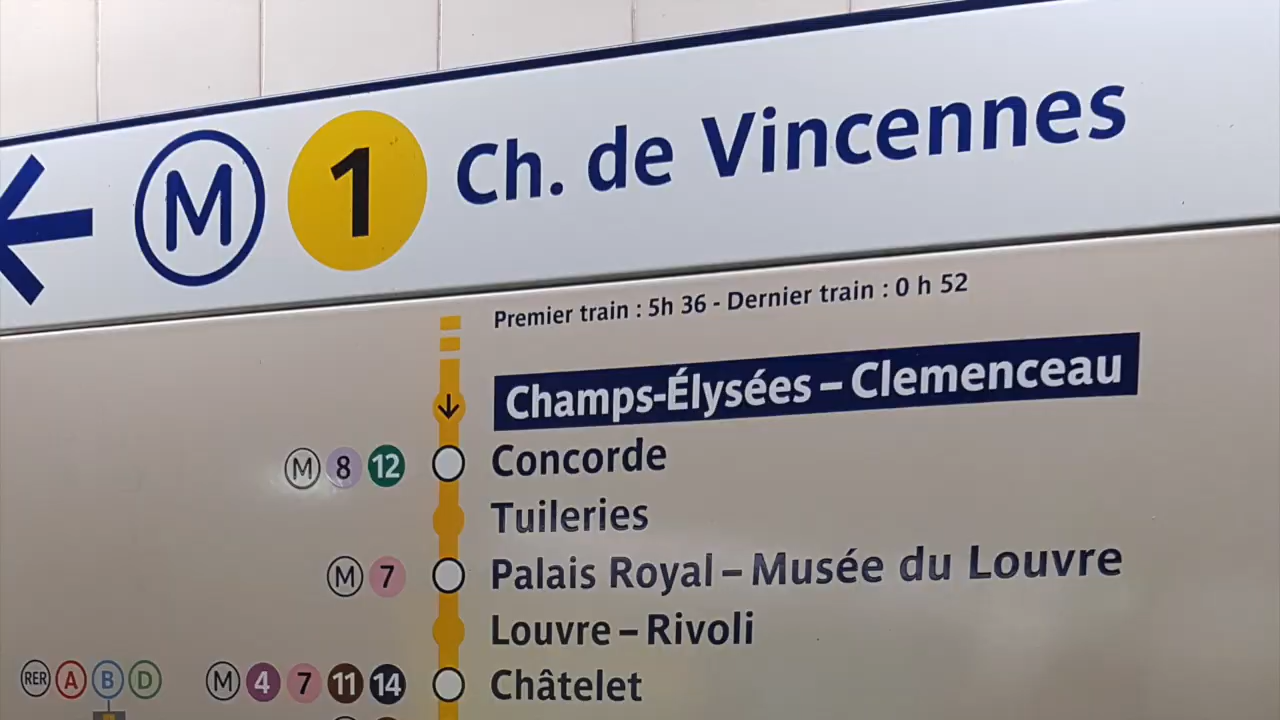 M 1 Ch. de Vincennes
Premier train : 5h 36 - Dernier train : 0 h 52
Champs-Élysées – Clemenceau
M 8 12 Concorde
Tuileries
M 7 Palais Royal – Musée du Louvre
Louvre – Rivoli
RER A B D M 4 7 11 14 Châtelet